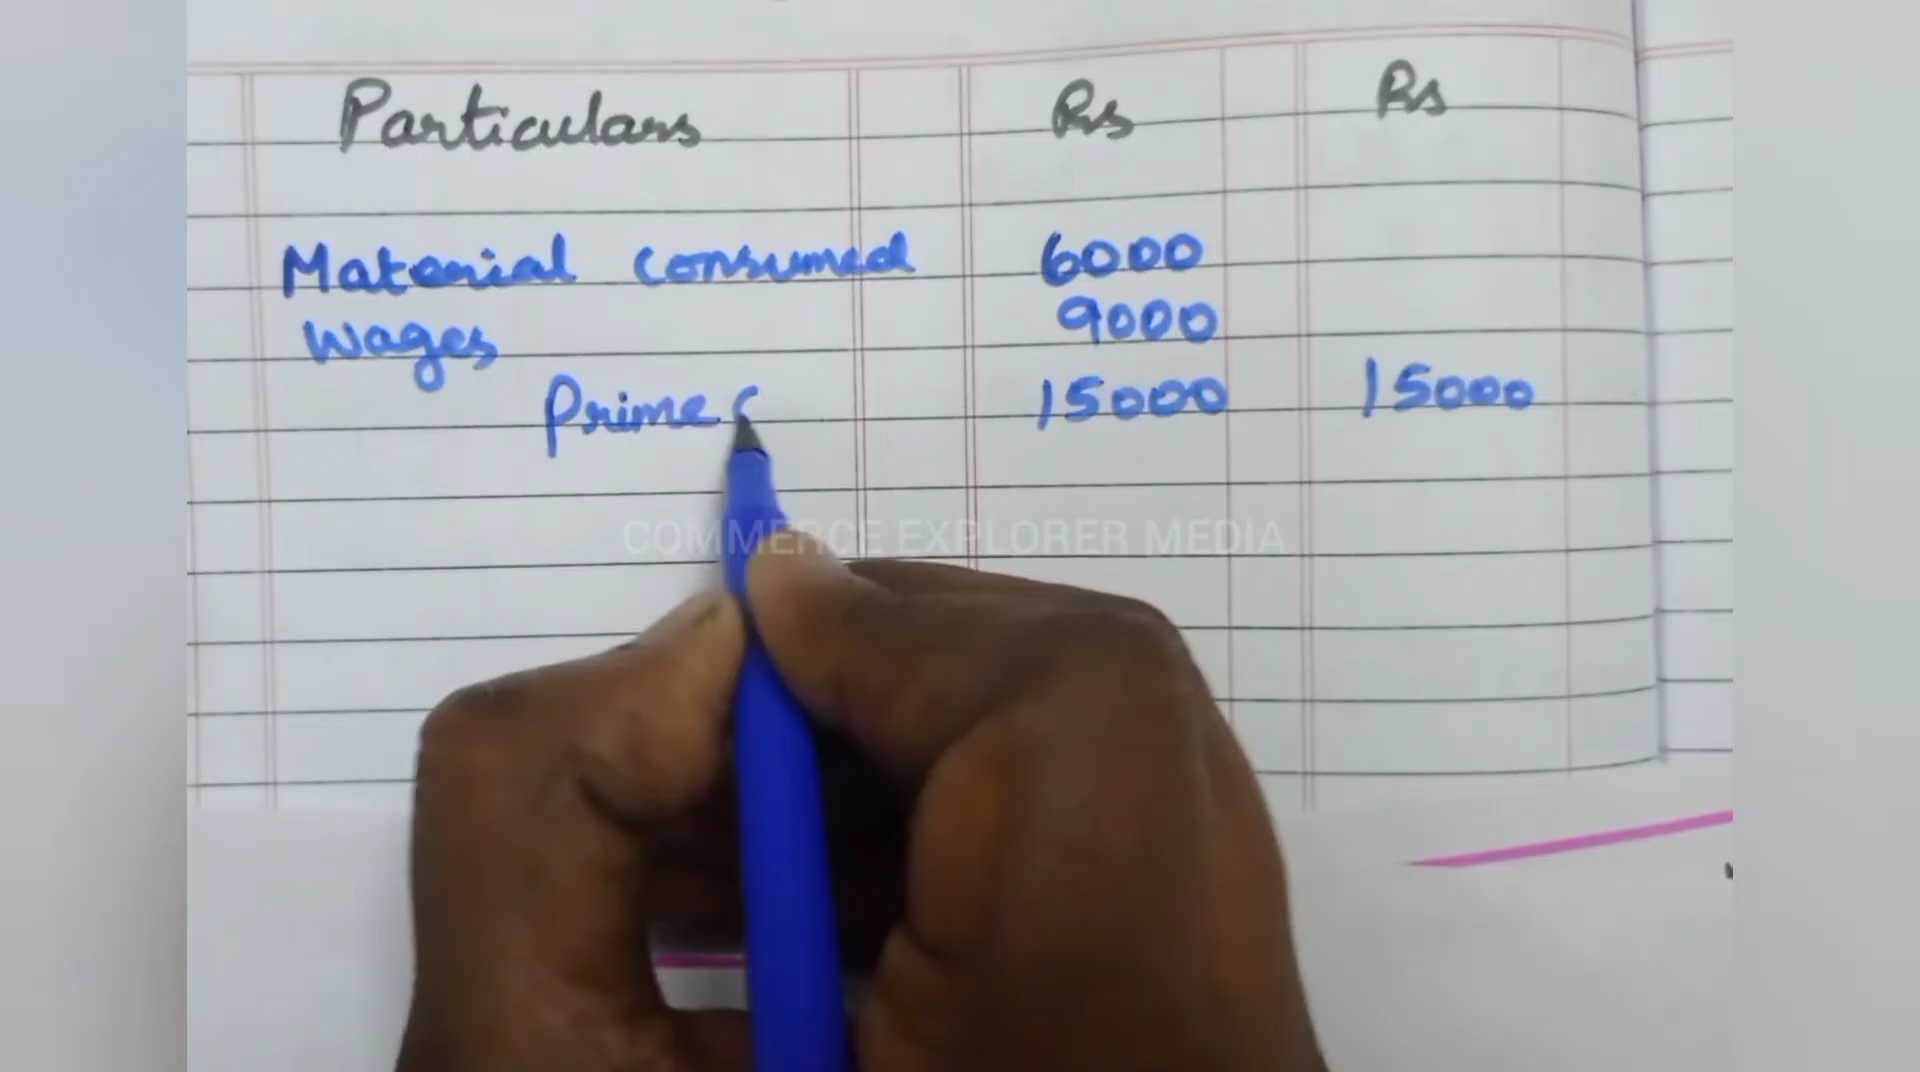 Particulars Rs Rs
Material consumed 6000
Wages 9000
Prime C 15000 15000
COMMERCE EXPLORER MEDIA